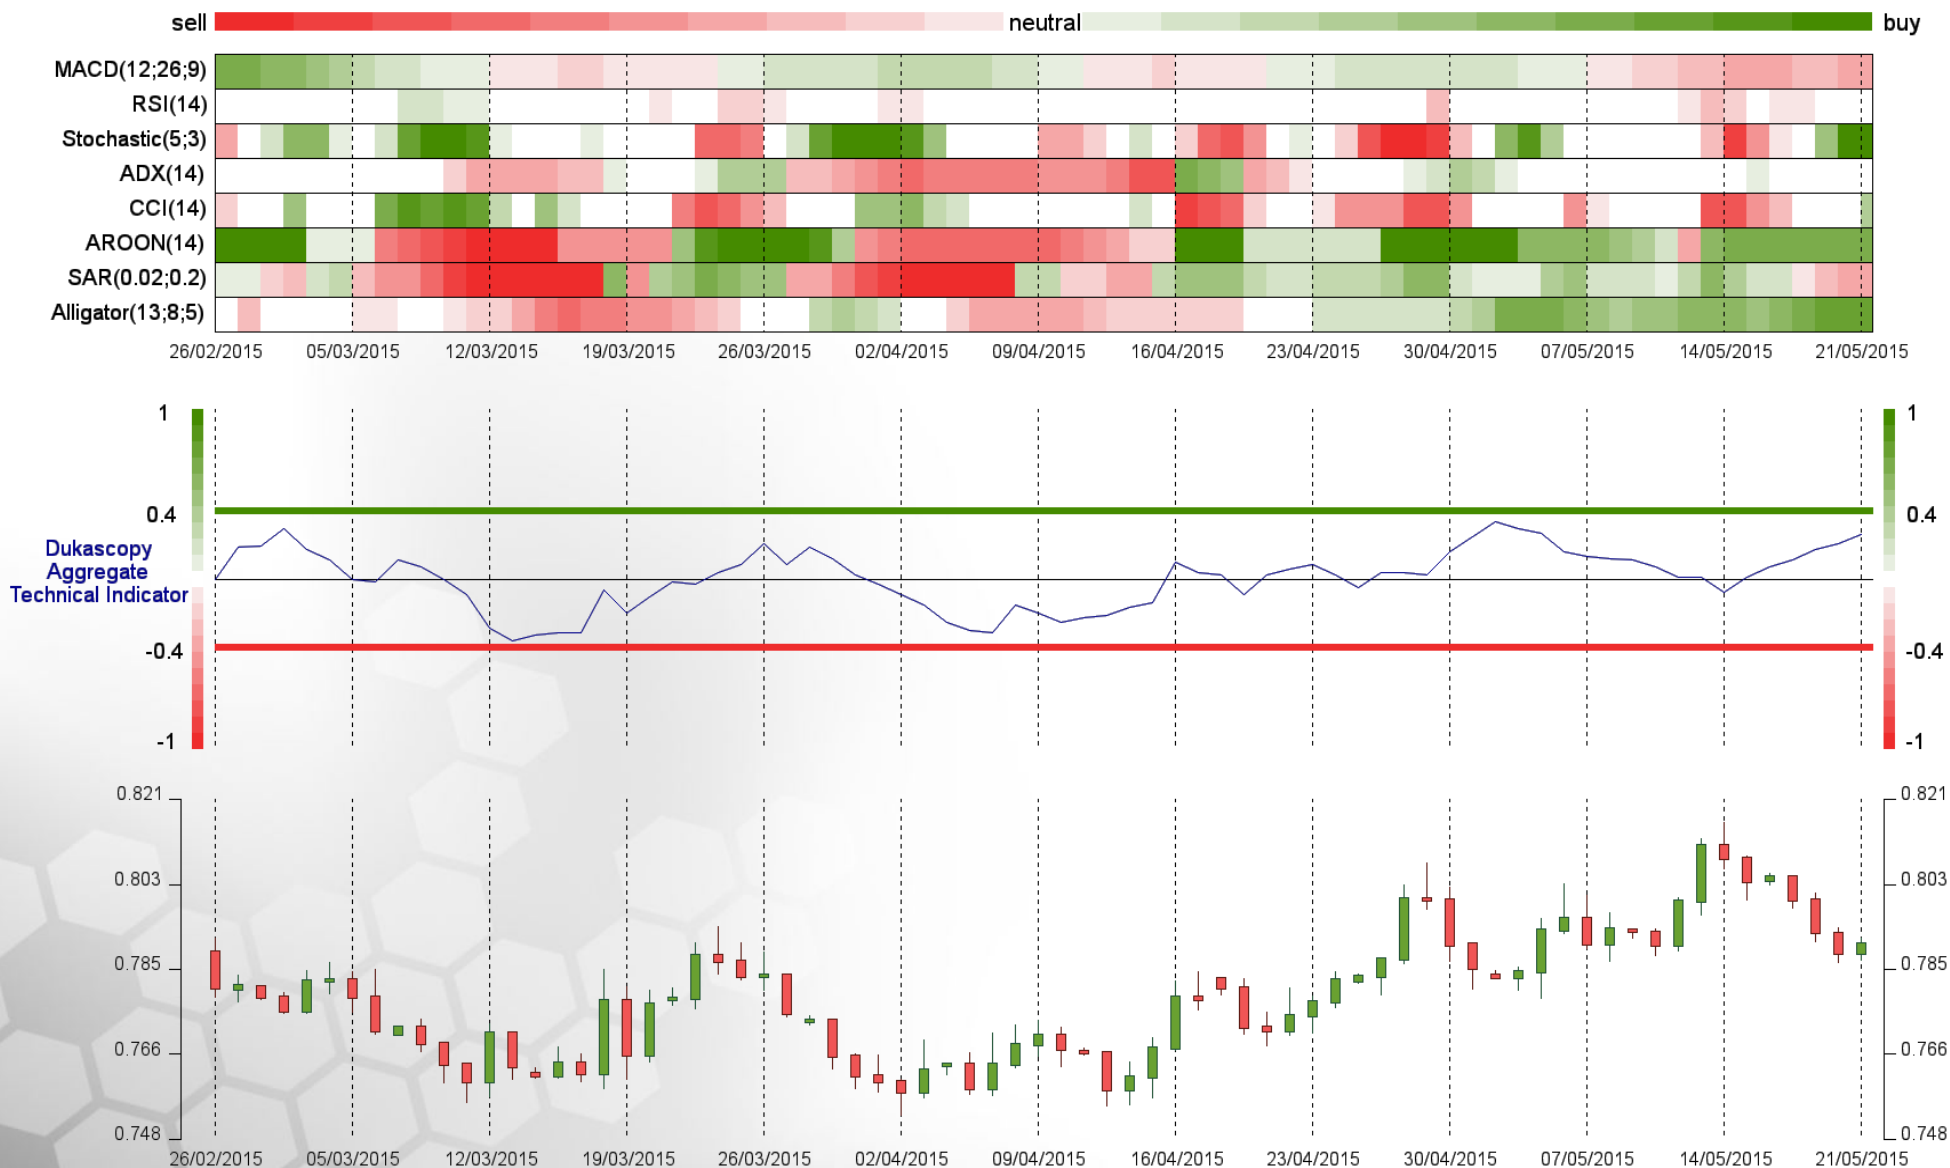 sell neutral buy
MACD(12;26;9)
RSI(14)
Stochastic(5;3)
ADX(14)
CCI(14)
AROON(14)
SAR(0.02;0.2)
Alligator(13;8;5)
26/02/2015 05/03/2015 12/03/2015 19/03/2015 26/03/2015 02/04/2015 09/04/2015 16/04/2015 23/04/2015 30/04/2015 07/05/2015 14/05/2015 21/05/2015
1 1
0.4 0.4
Dukascopy
Aggregate
Technical Indicator
-0.4 -0.4
-1 -1
0.821 0.821
0.803 0.803
0.785 0.785
0.766 0.766
0.748 0.748
26/02/2015 05/03/2015 12/03/2015 19/03/2015 26/03/2015 02/04/2015 09/04/2015 16/04/2015 23/04/2015 30/04/2015 07/05/2015 14/05/2015 21/05/2015